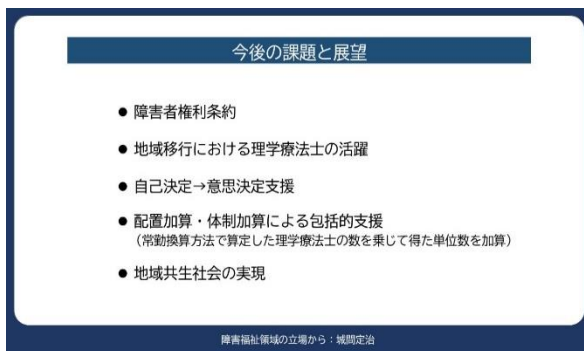 今後の課題と展望
● 障害者権利条約
● 地域移行における理学療法士の活躍
● 自己決定→意思決定支援
● 配置加算・体制加算による包括的支援
（常勤換算方法で算定した理学療法士の数を乗じて得た単位数を加算）
● 地域共生社会の実現
障害福祉領域の立場から：城間定治